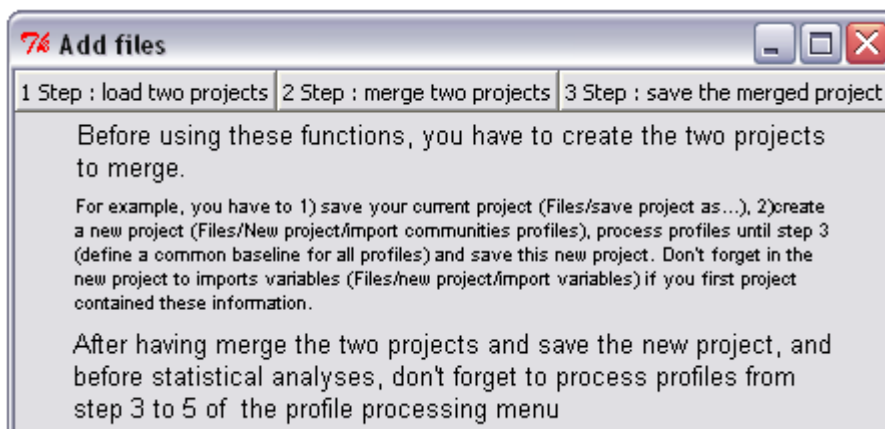 Add files
1 Step : load two projects 2 Step : merge two projects 3 Step : save the merged project
Before using these functions, you have to create the two projects
to merge.
For example, you have to 1) save your current project (Files/save project as...), 2)create
a new project (Files/New project/import communities profiles), process profiles until step 3
(define a common baseline for all profiles) and save this new project. Don't forget in the
new project to imports variables (Files/new project/import variables) if you first project
contained these information.
After having merge the two projects and save the new project, and
before statistical analyses, don't forget to process profiles from
step 3 to 5 of the profile processing menu